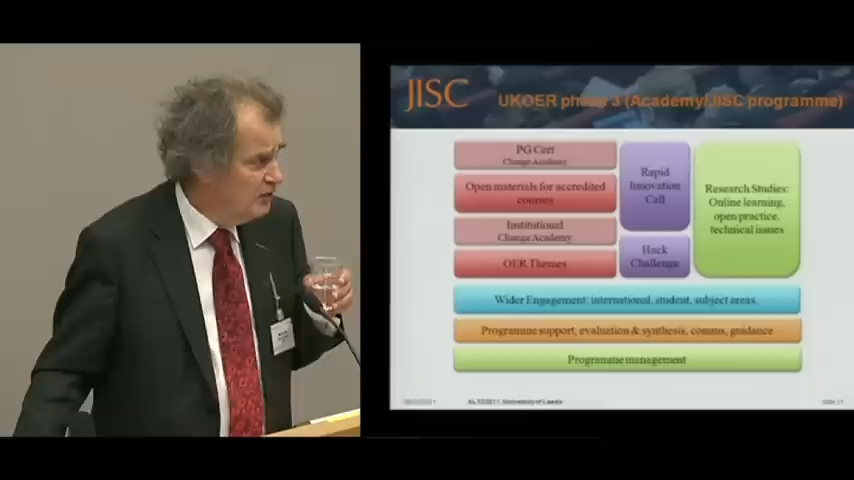 JISC
UKOER phase 3 (Academy/JISC programme)
PG Cert
Change Academy
Open materials for accredited
courses
Institutional
Change Academy
OER Themes
Rapid
Innovation
Call
Hack
Challenge
Research Studies:
Online learning,
open practice,
technical issues
Wider Engagement: international, student, subject areas.
Programme support, evaluation & synthesis, comms, guidance
Programme management
University of Leeds